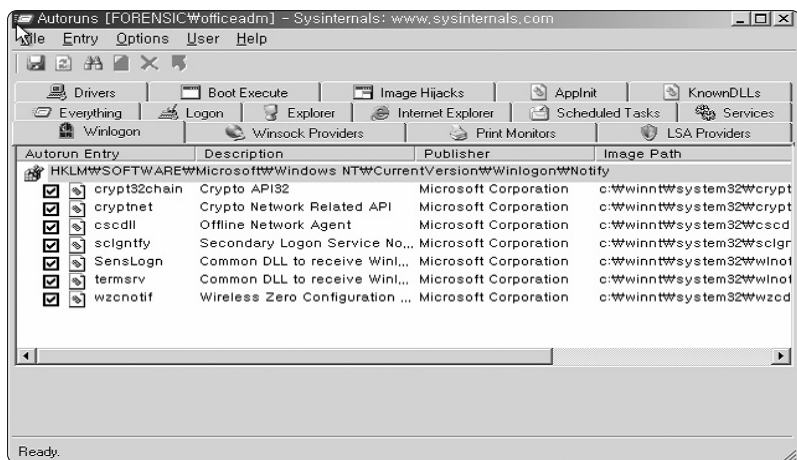 Autoruns [FORENSIC₩officeadm] - Sysinternals: www.sysinternals.com
Entry Options User Help
Drivers Boot Execute Image Hijacks AppInit KnownDLLs
Everything Logon Explorer Internet Explorer Scheduled Tasks Services
Winlogon Winsock Providers Print Monitors LSA Providers
Autorun Entry Description Publisher Image Path
HKLM₩SOFTWARE₩Microsoft₩Windows NT₩CurrentVersion₩Winlogon₩Notify
crypt32chain Crypto API32 Microsoft Corporation c:₩winnt₩system32₩crypt
cryptnet Crypto Network Related API Microsoft Corporation c:₩winnt₩system32₩crypt
cscdll Offline Network Agent Microsoft Corporation c:₩winnt₩system32₩cscd
sclgntfy Secondary Logon Service No... Microsoft Corporation c:₩winnt₩system32₩sclgr
SensLogn Common DLL to receive Winl... Microsoft Corporation c:₩winnt₩system32₩wlnot
termsrv Common DLL to receive Winl... Microsoft Corporation c:₩winnt₩system32₩wlnot
wzcnotif Wireless Zero Configuration ... Microsoft Corporation c:₩winnt₩system32₩wzcd
Ready.